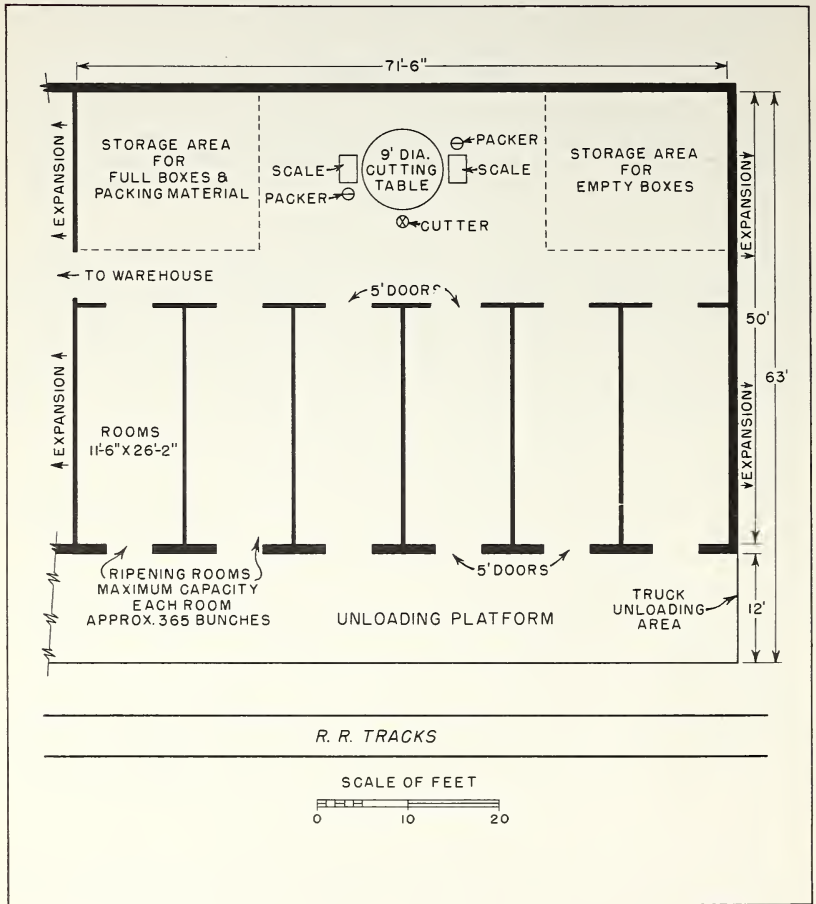 71'-6"
EXPANSION
STORAGE AREA
FOR
FULL BOXES &
PACKING MATERIAL
SCALE
PACKER
9' DIA.
CUTTING
TABLE
PACKER
SCALE
CUTTER
STORAGE AREA
FOR
EMPTY BOXES
EXPANSION
TO WAREHOUSE
5' DOORS
50'
63'
EXPANSION
ROOMS
11'-6" X 26'-2"
EXPANSION
RIPENING ROOMS
MAXIMUM CAPACITY
EACH ROOM
APPROX. 365 BUNCHES
5' DOORS
UNLOADING PLATFORM
TRUCK
UNLOADING
AREA
12'
R. R. TRACKS
SCALE OF FEET
0 10 20